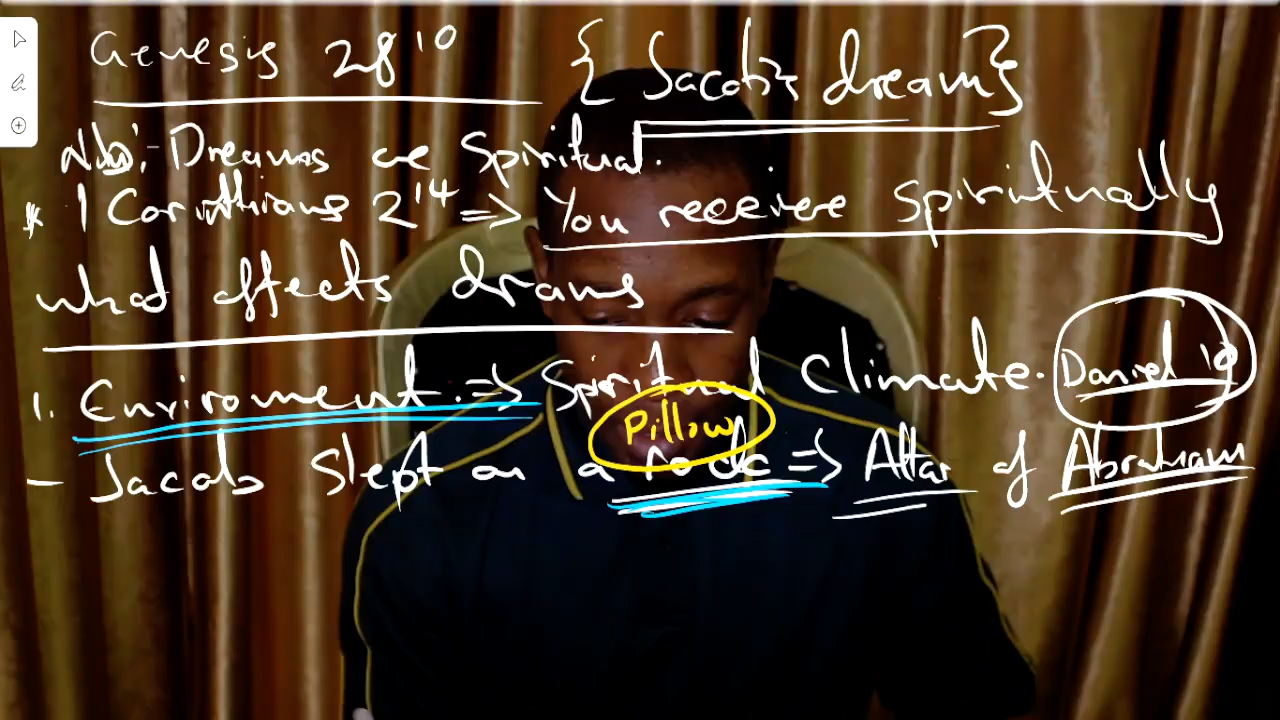 Genesis 28¹⁰ {Jacob's dream}
Nb:- Dreams are Spiritual.
* 1 Corinthians 2¹⁴ => You receive spiritually
what affects drams
1. Enviroment. => Spiritual Climate. Daniel 10
Pillow
- Jacob slept on a rock => Altar of Abraham